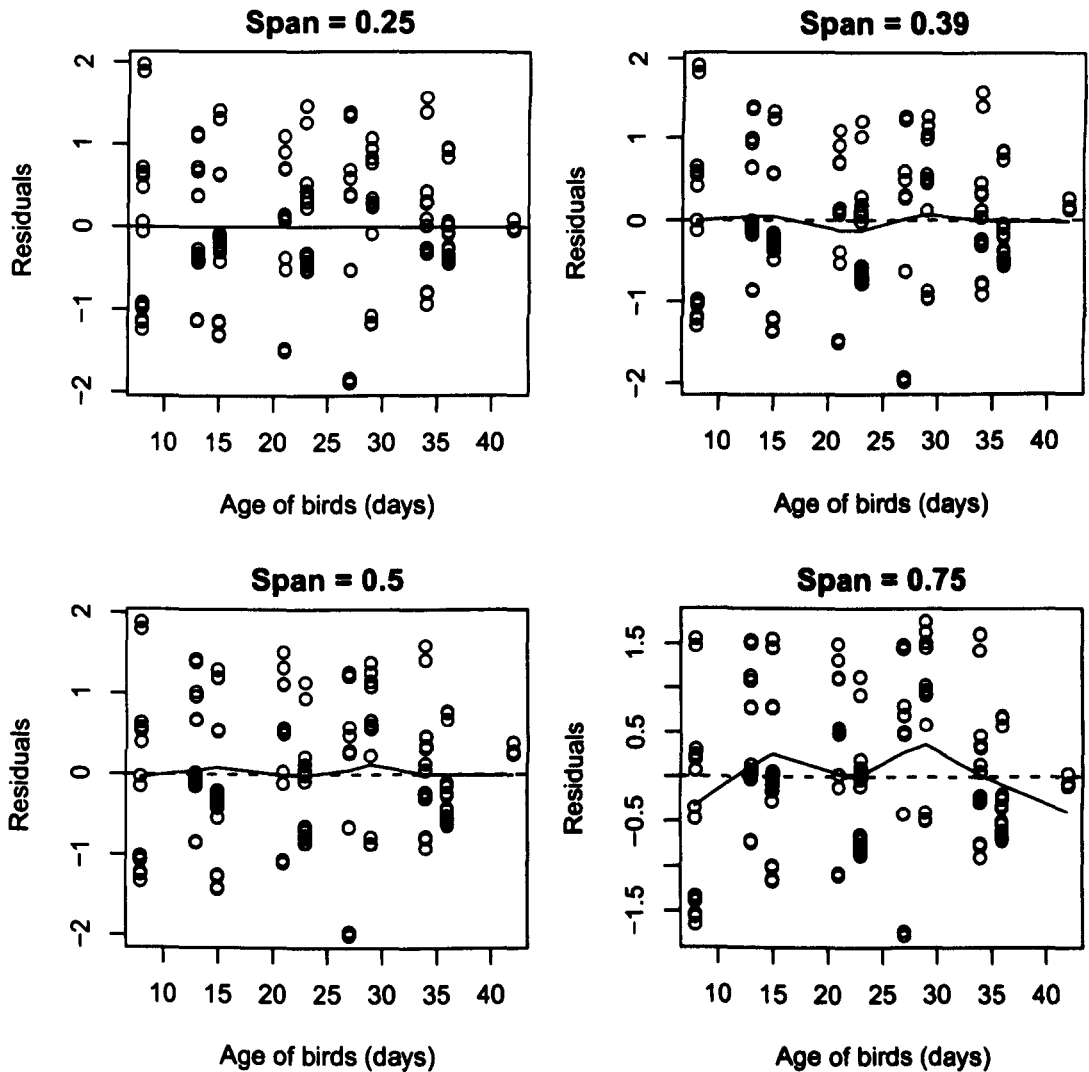 Span = 0.25
2
1
0
−1
−2
Residuals
10 15 20 25 30 35 40
Age of birds (days)
Span = 0.39
2
1
0
−1
−2
Residuals
10 15 20 25 30 35 40
Age of birds (days)
Span = 0.5
2
1
0
−1
−2
Residuals
10 15 20 25 30 35 40
Age of birds (days)
Span = 0.75
1.5
0.5
−0.5
−1.5
Residuals
10 15 20 25 30 35 40
Age of birds (days)